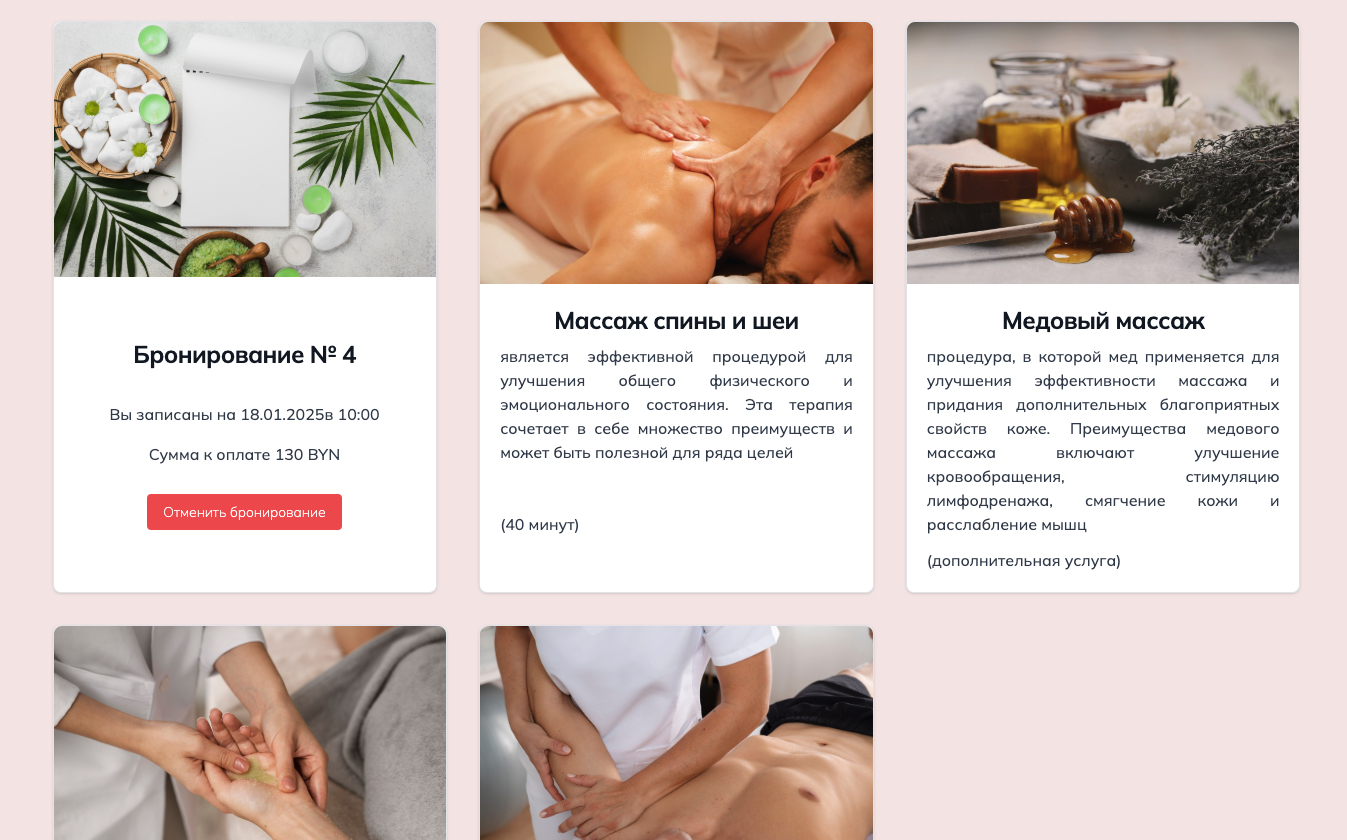 Бронирование № 4
Вы записаны на 18.01.2025в 10:00
Сумма к оплате 130 BYN
Отменить бронирование
Массаж спины и шеи
является эффективной процедурой для
улучшения общего физического и
эмоционального состояния. Эта терапия
сочетает в себе множество преимуществ и
может быть полезной для ряда целей
(40 минут)
Медовый массаж
процедура, в которой мед применяется для
улучшения эффективности массажа и
придания дополнительных благоприятных
свойств коже. Преимущества медового
массажа включают улучшение
кровообращения, стимуляцию
лимфодренажа, смягчение кожи и
расслабление мышц
(дополнительная услуга)